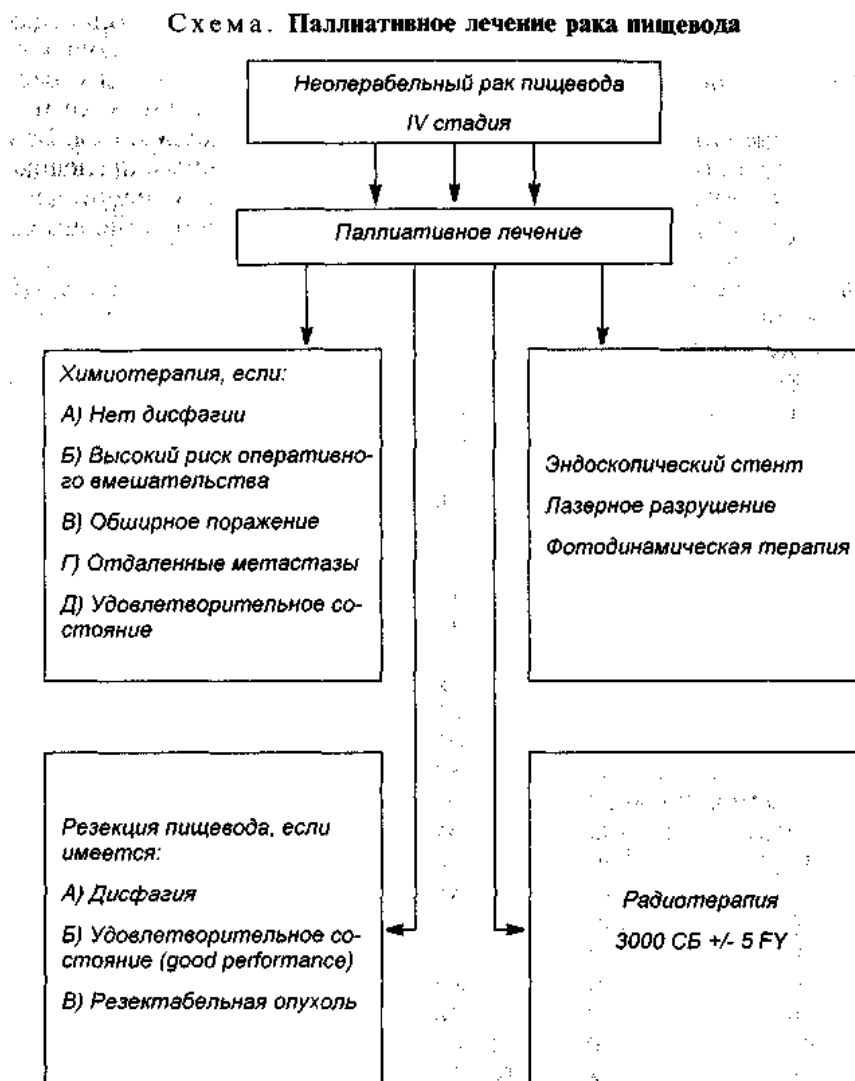 Схема. Паллиативное лечение рака пищевода
Неоперабельный рак пищевода
IV стадия
Паллиативное лечение
Химиотерапия, если:
А) Нет дисфагии
Б) Высокий риск оперативно-
го вмешательства
В) Обширное поражение
Г) Отдаленные метастазы
Д) Удовлетворительное со-
стояние
Эндоскопический стент
Лазерное разрушение
Фотодинамическая терапия
Резекция пищевода, если
имеется:
А) Дисфагия
Б) Удовлетворительное со-
стояние (good performance)
В) Резектабельная опухоль
Радиотерапия
3000 СБ +/- 5 FY